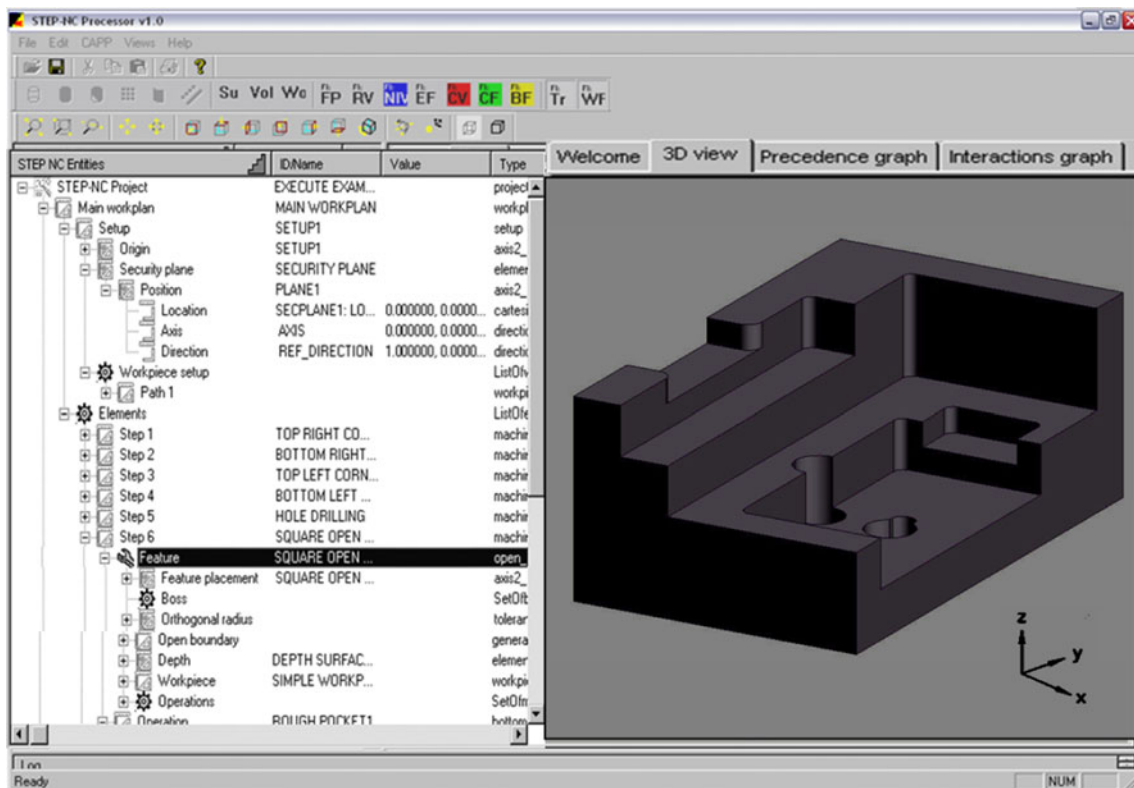 STEP-NC Processor v1.0
File Edit CAPP Views Help
Su Vol Wo FP RV NIV EF CV CF BF Tr WF
STEP NC Entities ID/Name Value Type
Welcome 3D view Precedence graph Interactions graph
STEP-NC Project EXECUTE EXAM... project
Main workplan MAIN WORKPLAN workpl
Setup SETUP1 setup
Origin SETUP1 axis2_
Security plane SECURITY PLANE elemer
Position PLANE1 axis2_
Location SECPLANE1: LO... 0.000000, 0.0000... cartesi
Axis AXIS 0.000000, 0.0000... directic
Direction REF_DIRECTION 1.000000, 0.0000... directic
Workpiece setup ListOfv
Path 1 workpi
Elements ListOfe
Step 1 TOP RIGHT CO... machir
Step 2 BOTTOM RIGHT... machir
Step 3 TOP LEFT CORN... machir
Step 4 BOTTOM LEFT ... machir
Step 5 HOLE DRILLING machir
Step 6 SQUARE OPEN ... machir
Feature SQUARE OPEN ... open_
Feature placement SQUARE OPEN ... axis2_
Boss SetOfb
Orthogonal radius toleran
Open boundary genera
Depth DEPTH SURFAC... elemer
Workpiece SIMPLE WORKP... workpi
Operations SetOfm
Operation ROUGH POCKET1 bottom
z
y
x
Log
Ready NUM